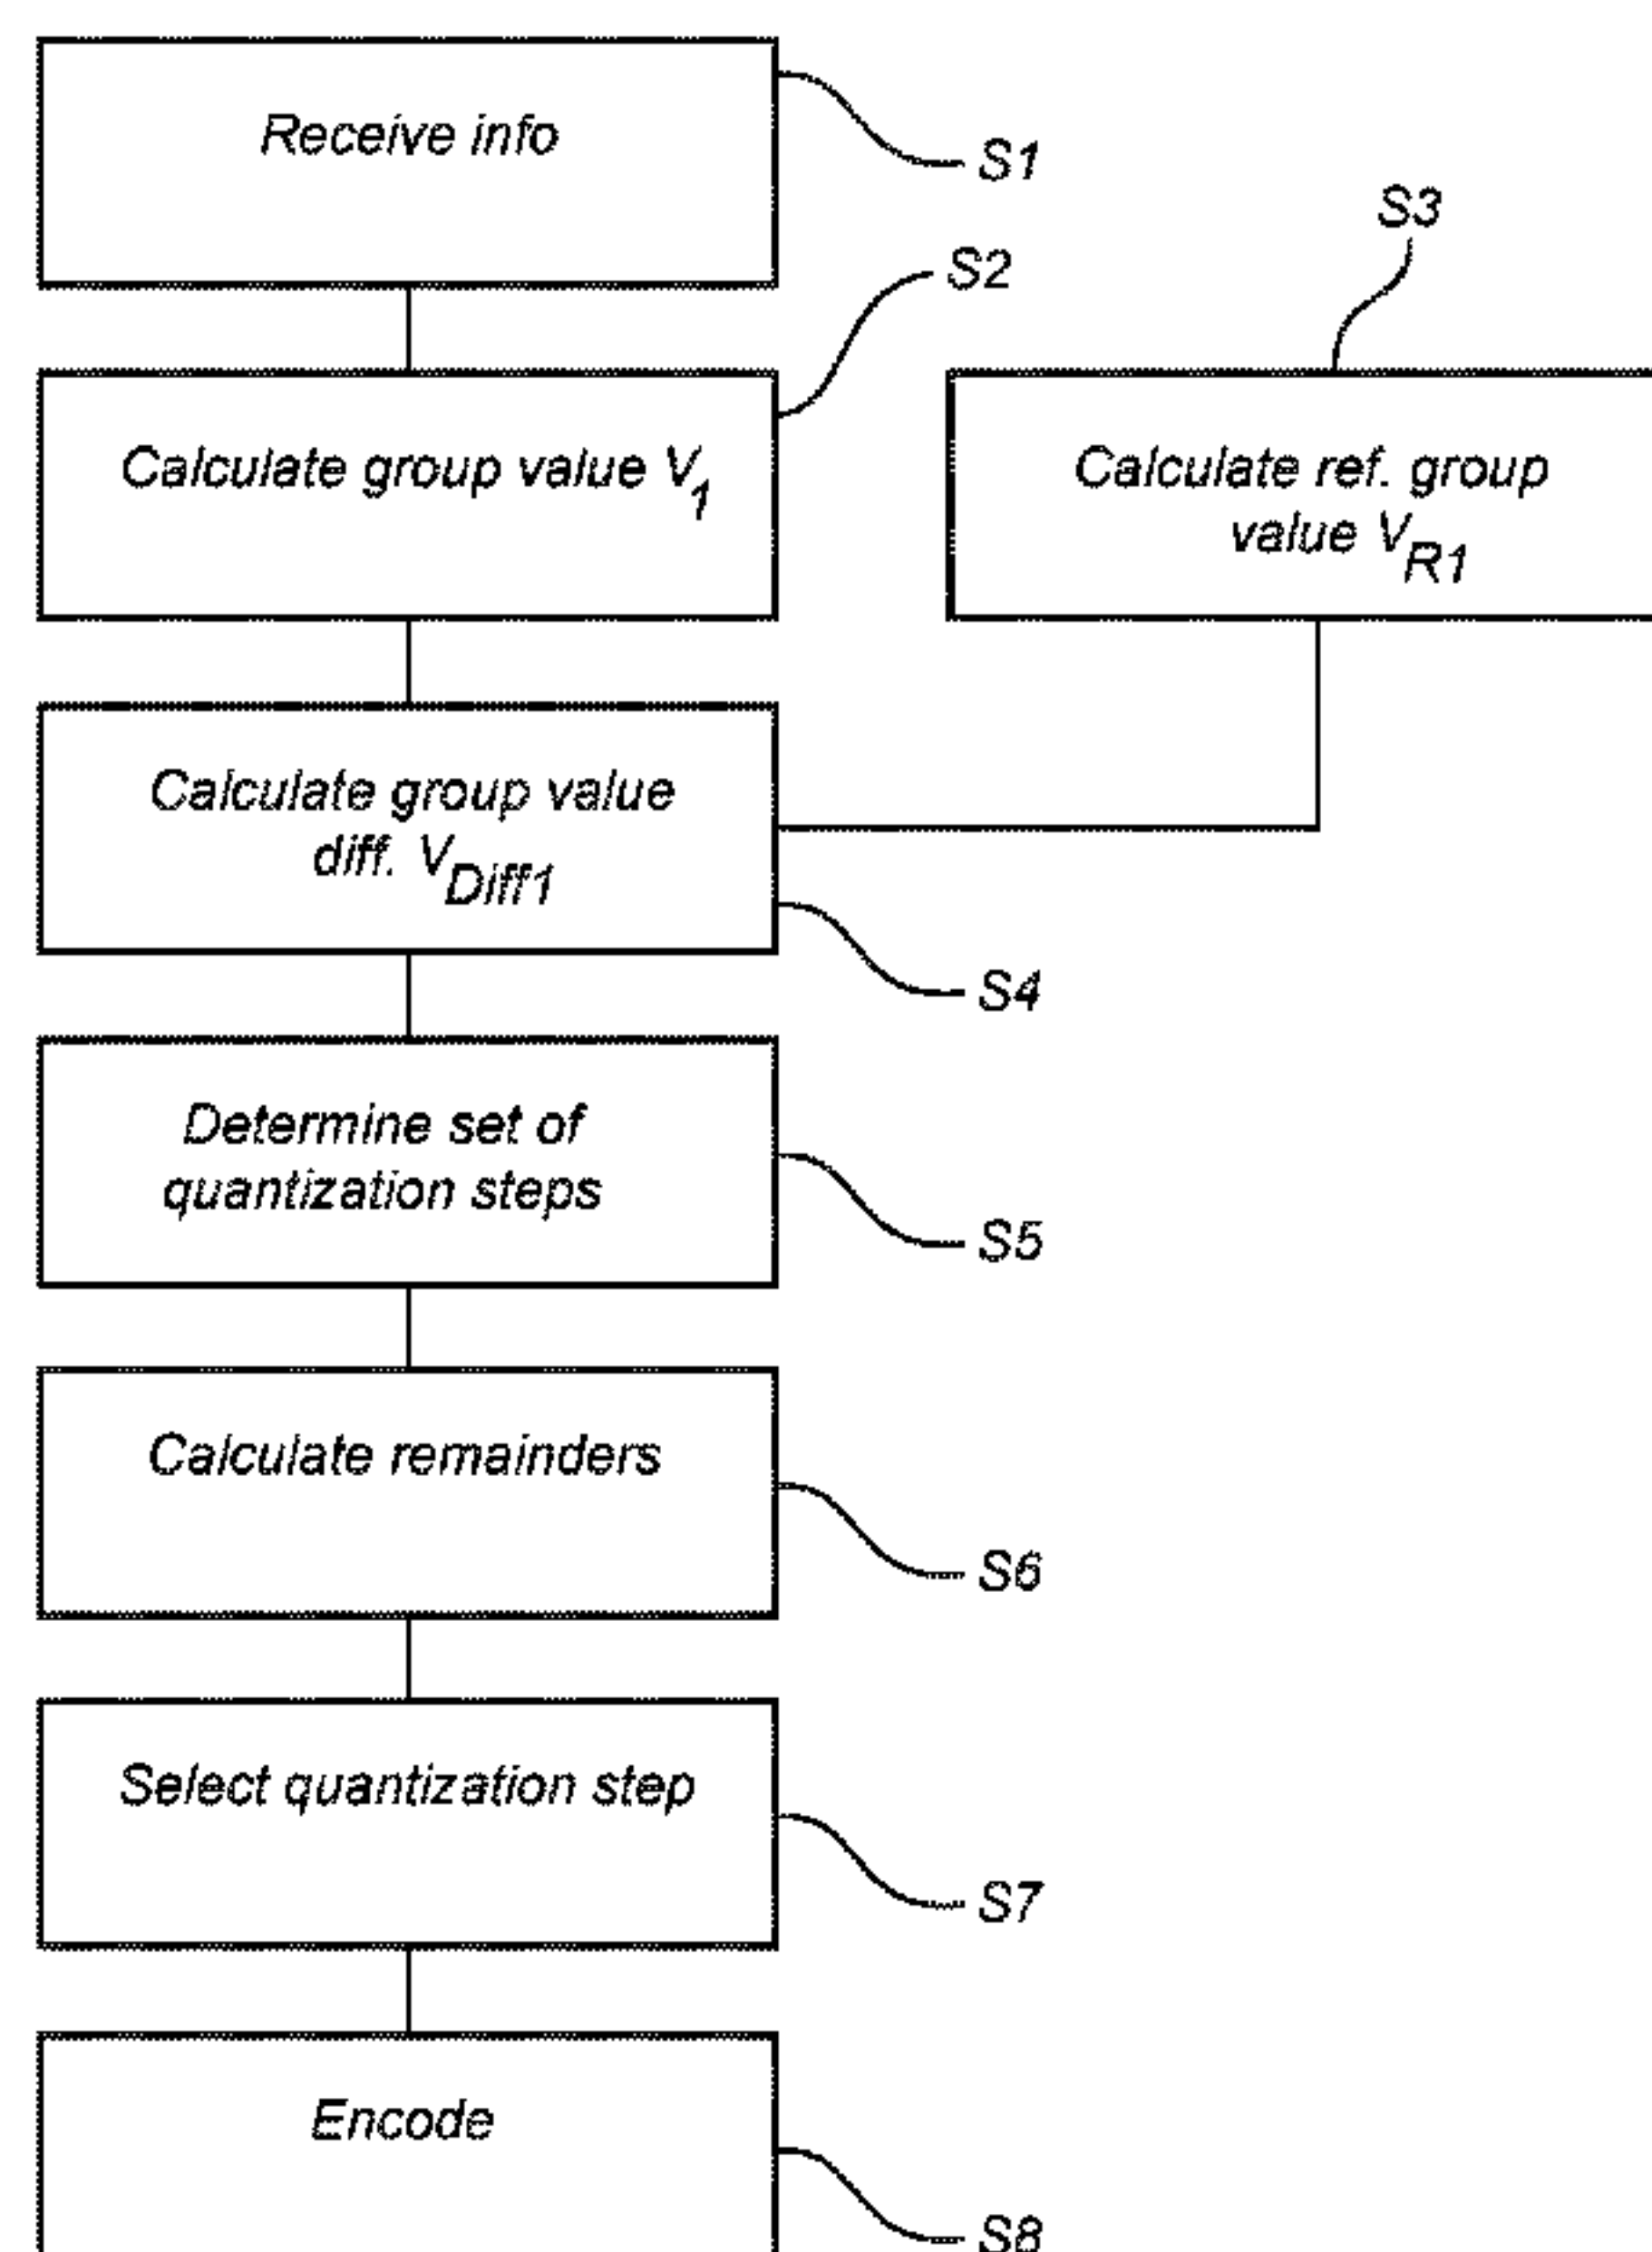 Receive info
S1
S2
S3
Calculate group value V1
Calculate ref. group
value VR1
Calculate group value
diff. VDiff1
S4
Determine set of
quantization steps
S5
Calculate remainders
S6
Select quantization step
S7
Encode
S8